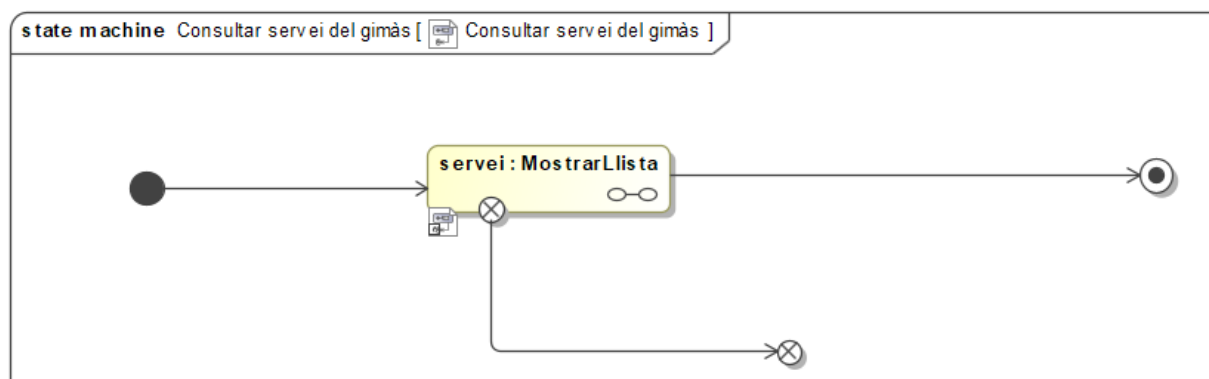 state machine Consultar servei del gimàs [ Consultar servei del gimàs ]
servei : MostrarLlista